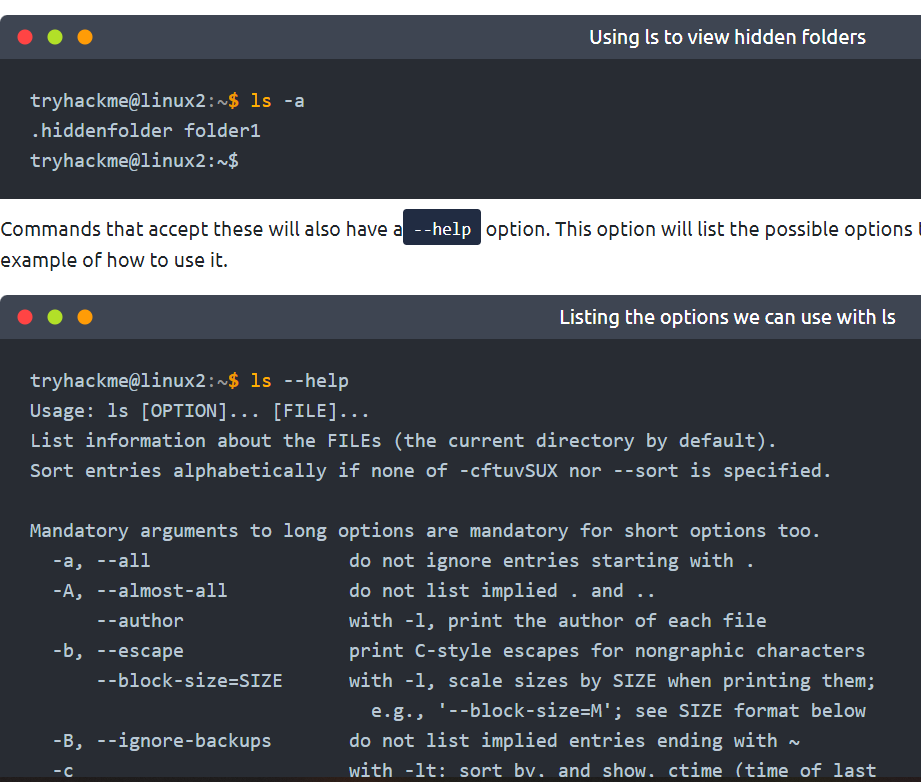 Using ls to view hidden folders
tryhackme@linux2:~$ ls -a
.hiddenfolder folder1
tryhackme@linux2:~$
Commands that accept these will also have a --help option. This option will list the possible options
example of how to use it.
Listing the options we can use with ls
tryhackme@linux2:~$ ls --help
Usage: ls [OPTION]... [FILE]...
List information about the FILEs (the current directory by default).
Sort entries alphabetically if none of -cftuvSUX nor --sort is specified.
Mandatory arguments to long options are mandatory for short options too.
-a, --all do not ignore entries starting with .
-A, --almost-all do not list implied . and ..
--author with -l, print the author of each file
-b, --escape print C-style escapes for nongraphic characters
--block-size=SIZE with -l, scale sizes by SIZE when printing them;
e.g., '--block-size=M'; see SIZE format below
-B, --ignore-backups do not list implied entries ending with ~
-c with -lt: sort by, and show, ctime (time of last